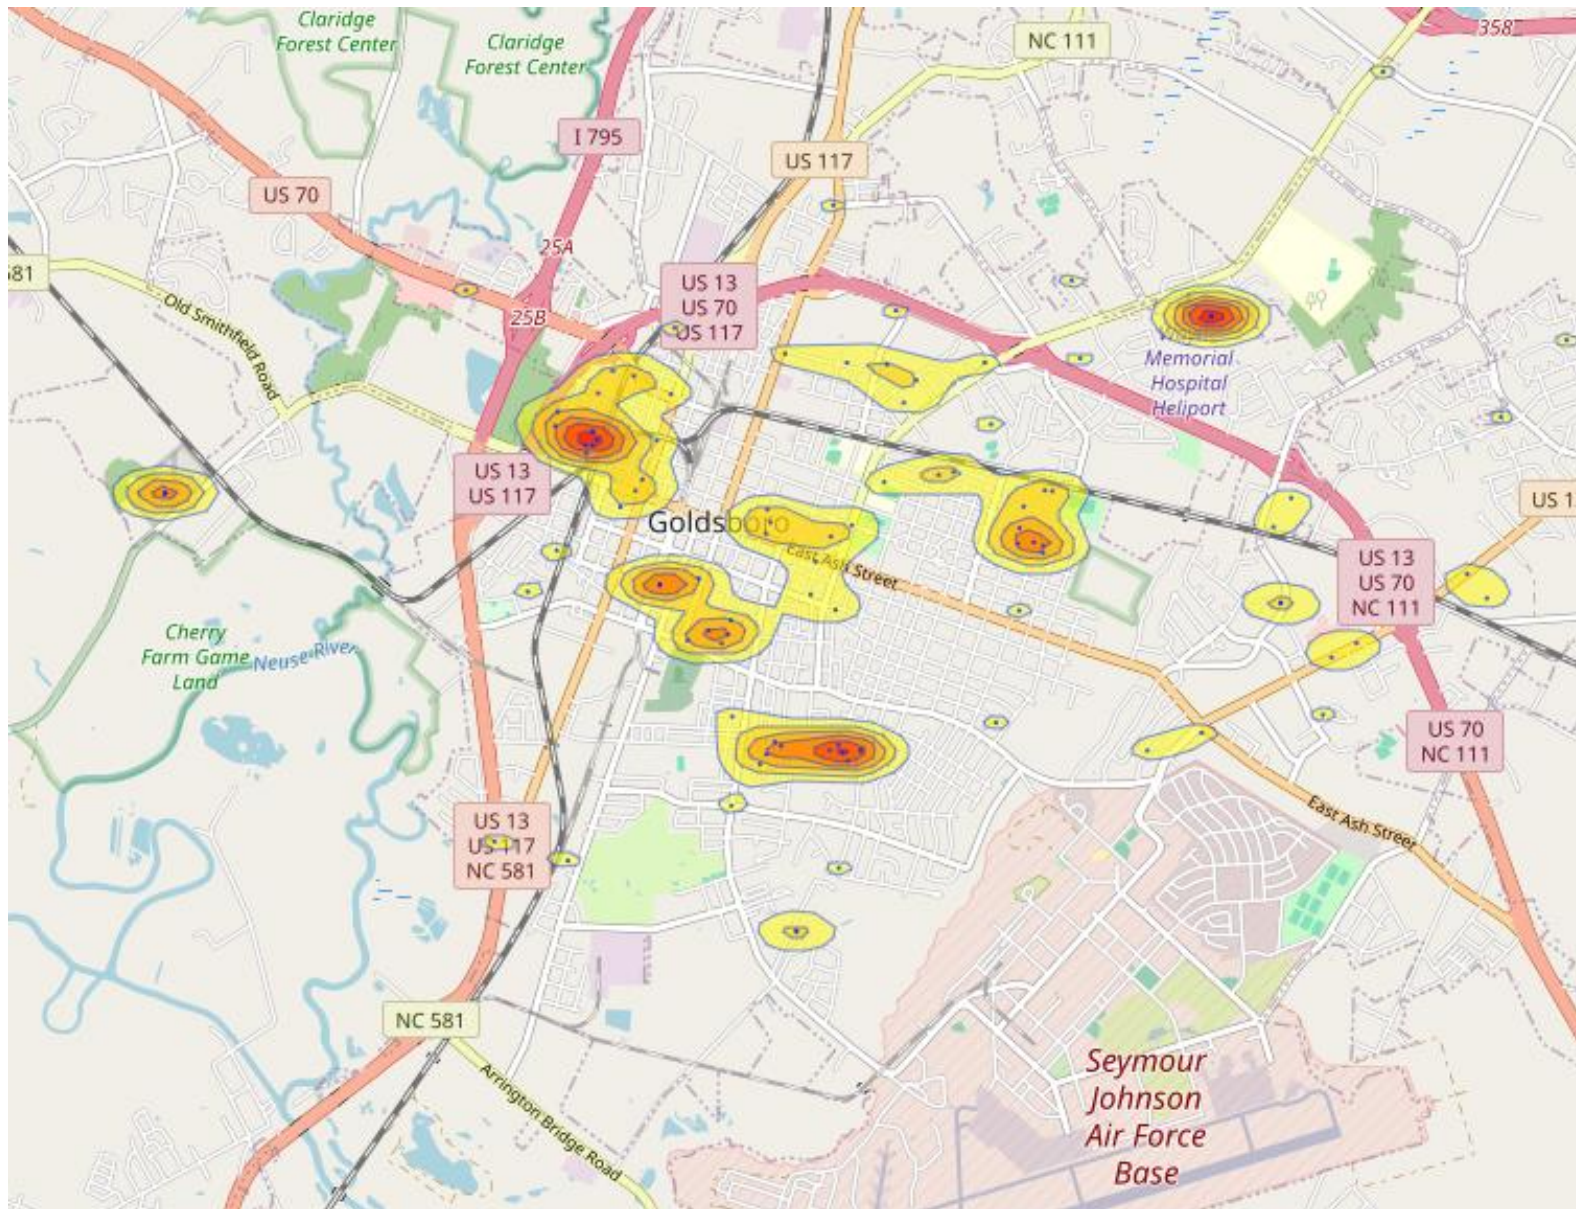 Claridge
Forest Center
Claridge
Forest Center
358
NC 111
I 795
US 117
US 70
25A
581
US 13
US 70
US 117
Old Smithfield Road
25B
Memorial
Hospital
Heliport
US 13
US 117
US 1
Goldsboro
East Ash Street
US 13
US 70
NC 111
Cherry
Farm Game
Land
Neuse River
US 70
NC 111
East Ash Street
US 13
US 117
NC 581
NC 581
Arrington Bridge Road
Seymour
Johnson
Air Force
Base